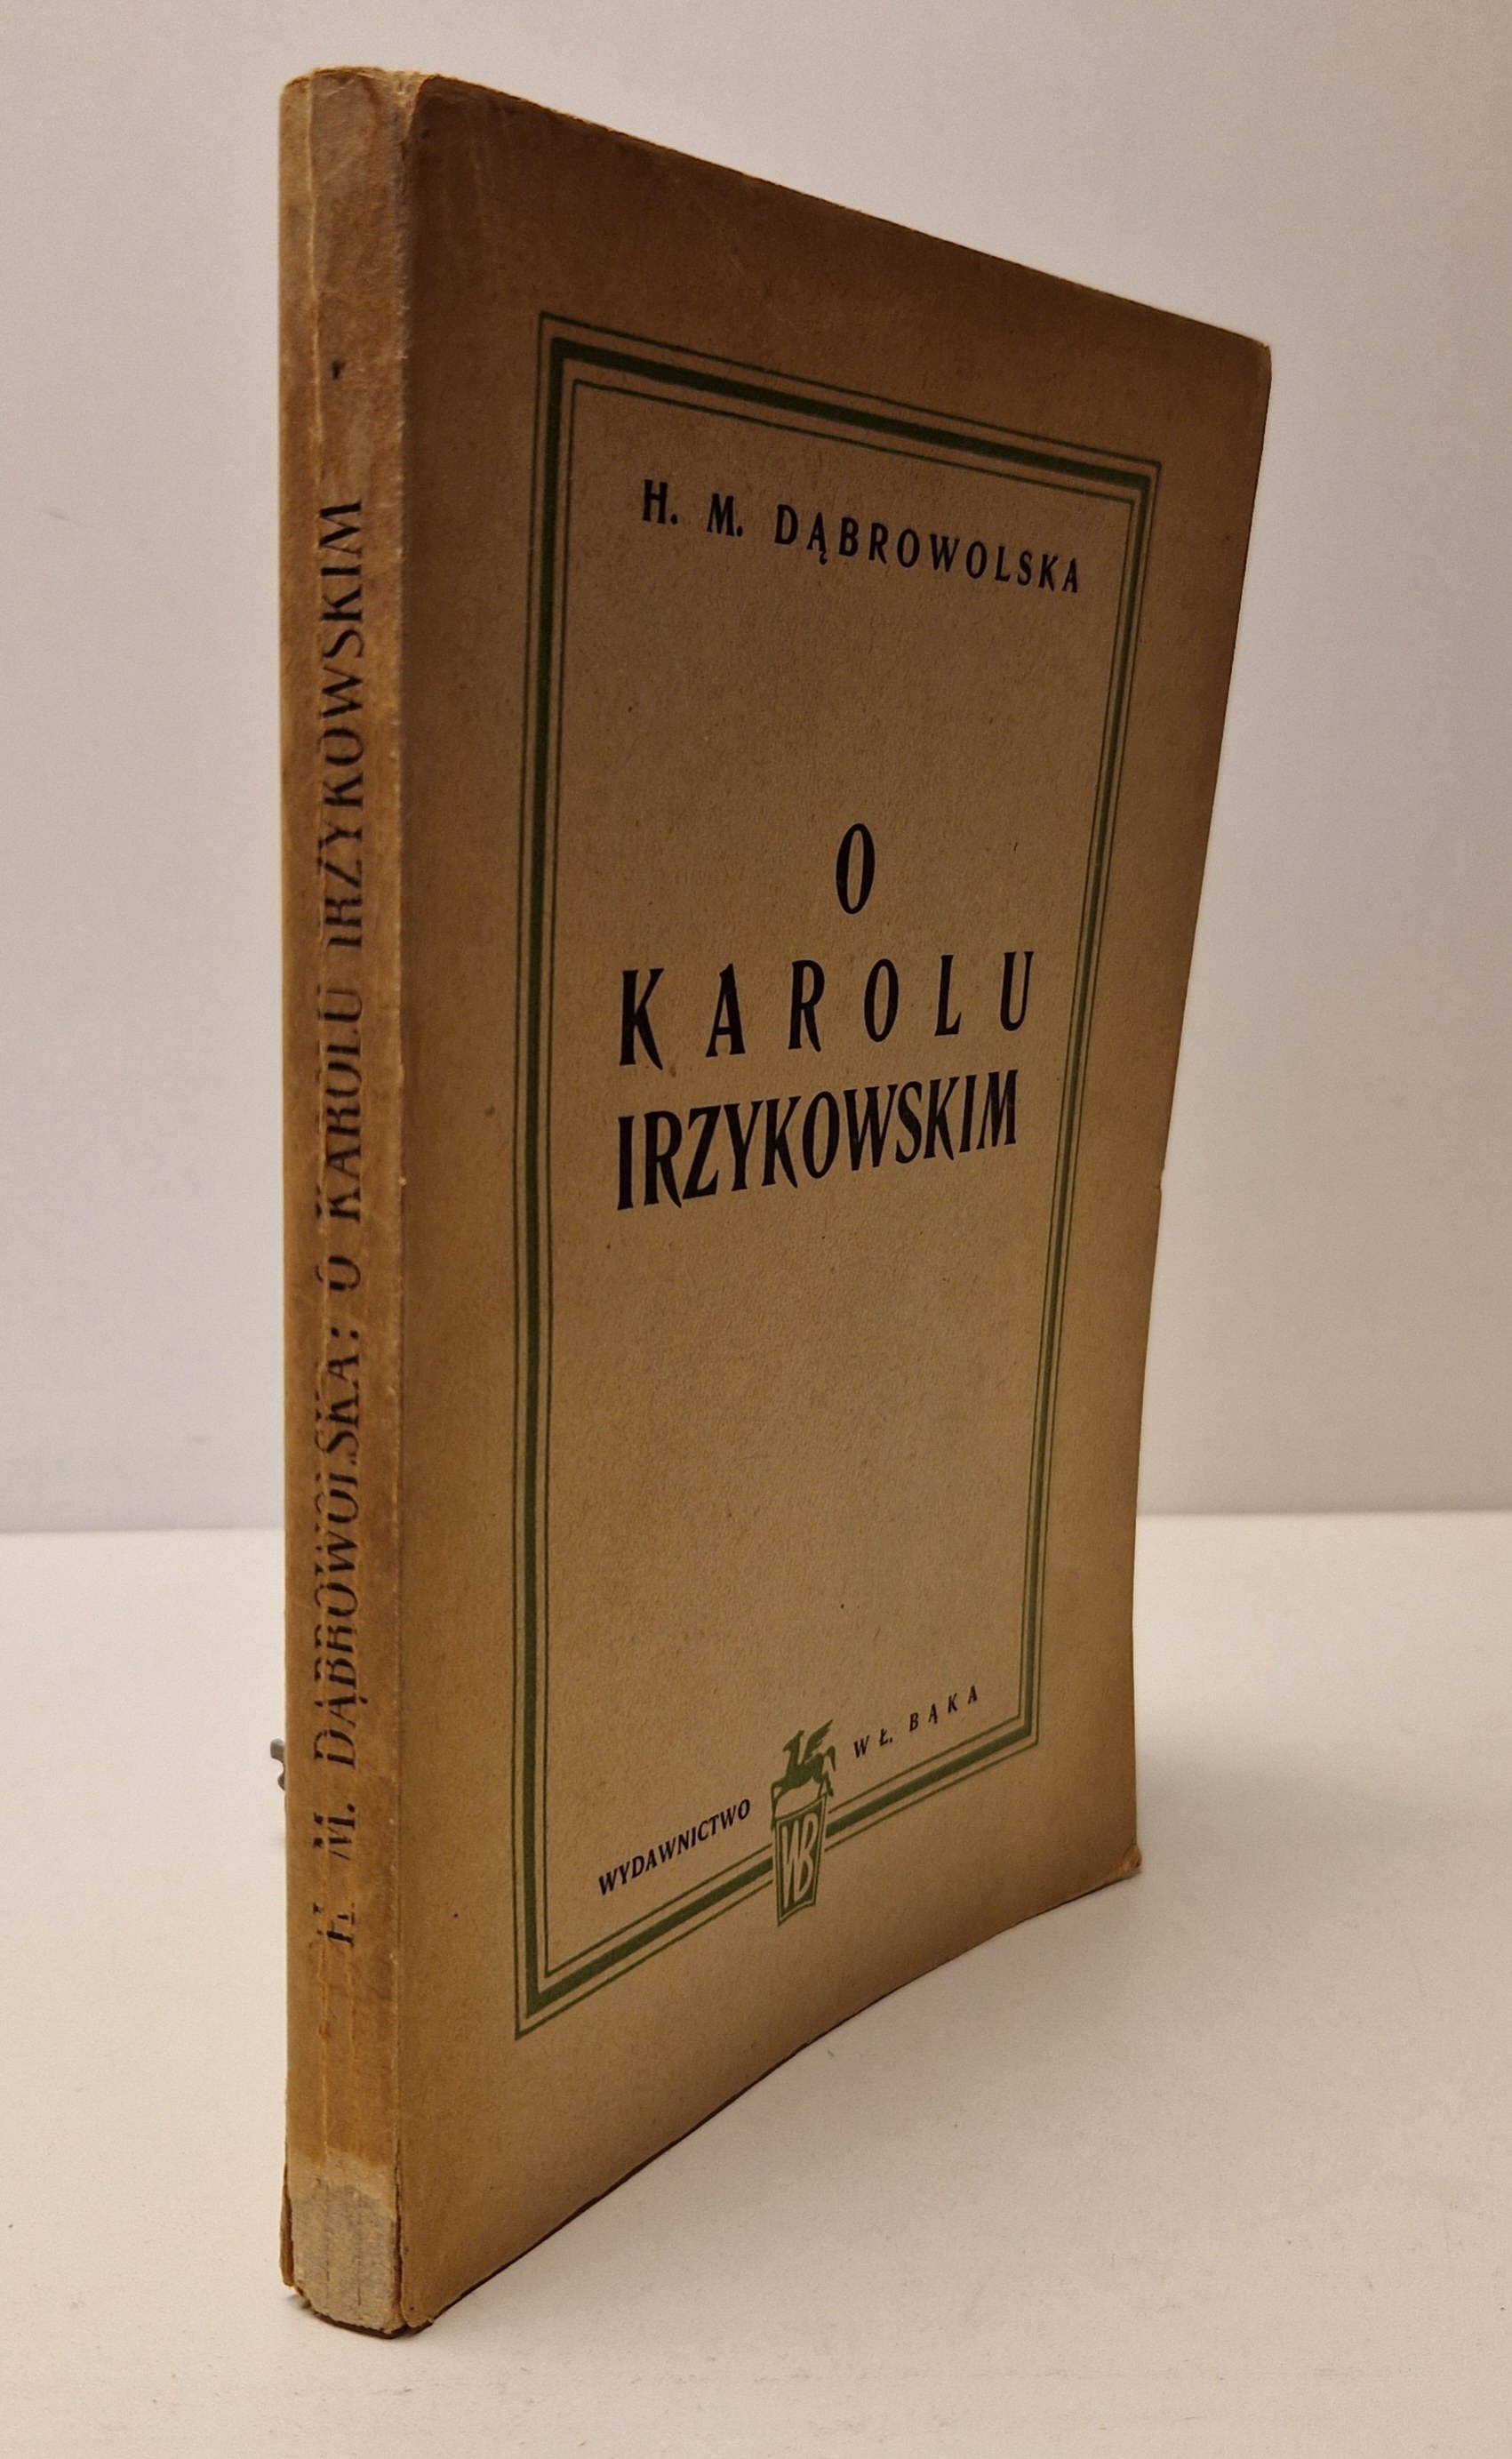 H. M. DĄBROWOLSKA: O KAROLU IRZYKOWSKIM
H. M. DĄBROWOLSKA
O
KAROLU
IRZYKOWSKIM
WYDAWNICTWO WŁ. BĄKA
WB